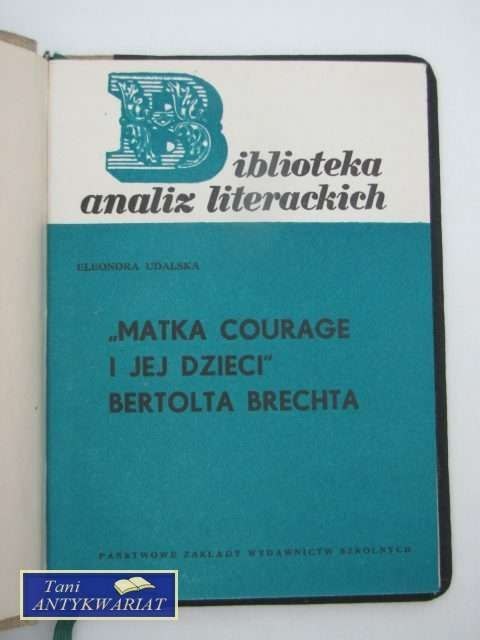 Biblioteka
analiz literackich
ELEONORA UDALSKA
„MATKA COURAGE
I JEJ DZIECI"
BERTOLTA BRECHTA
PAŃSTWOWE ZAKŁADY WYDAWNICTW SZKOLNYCH
Tani
ANTYKWARIAT